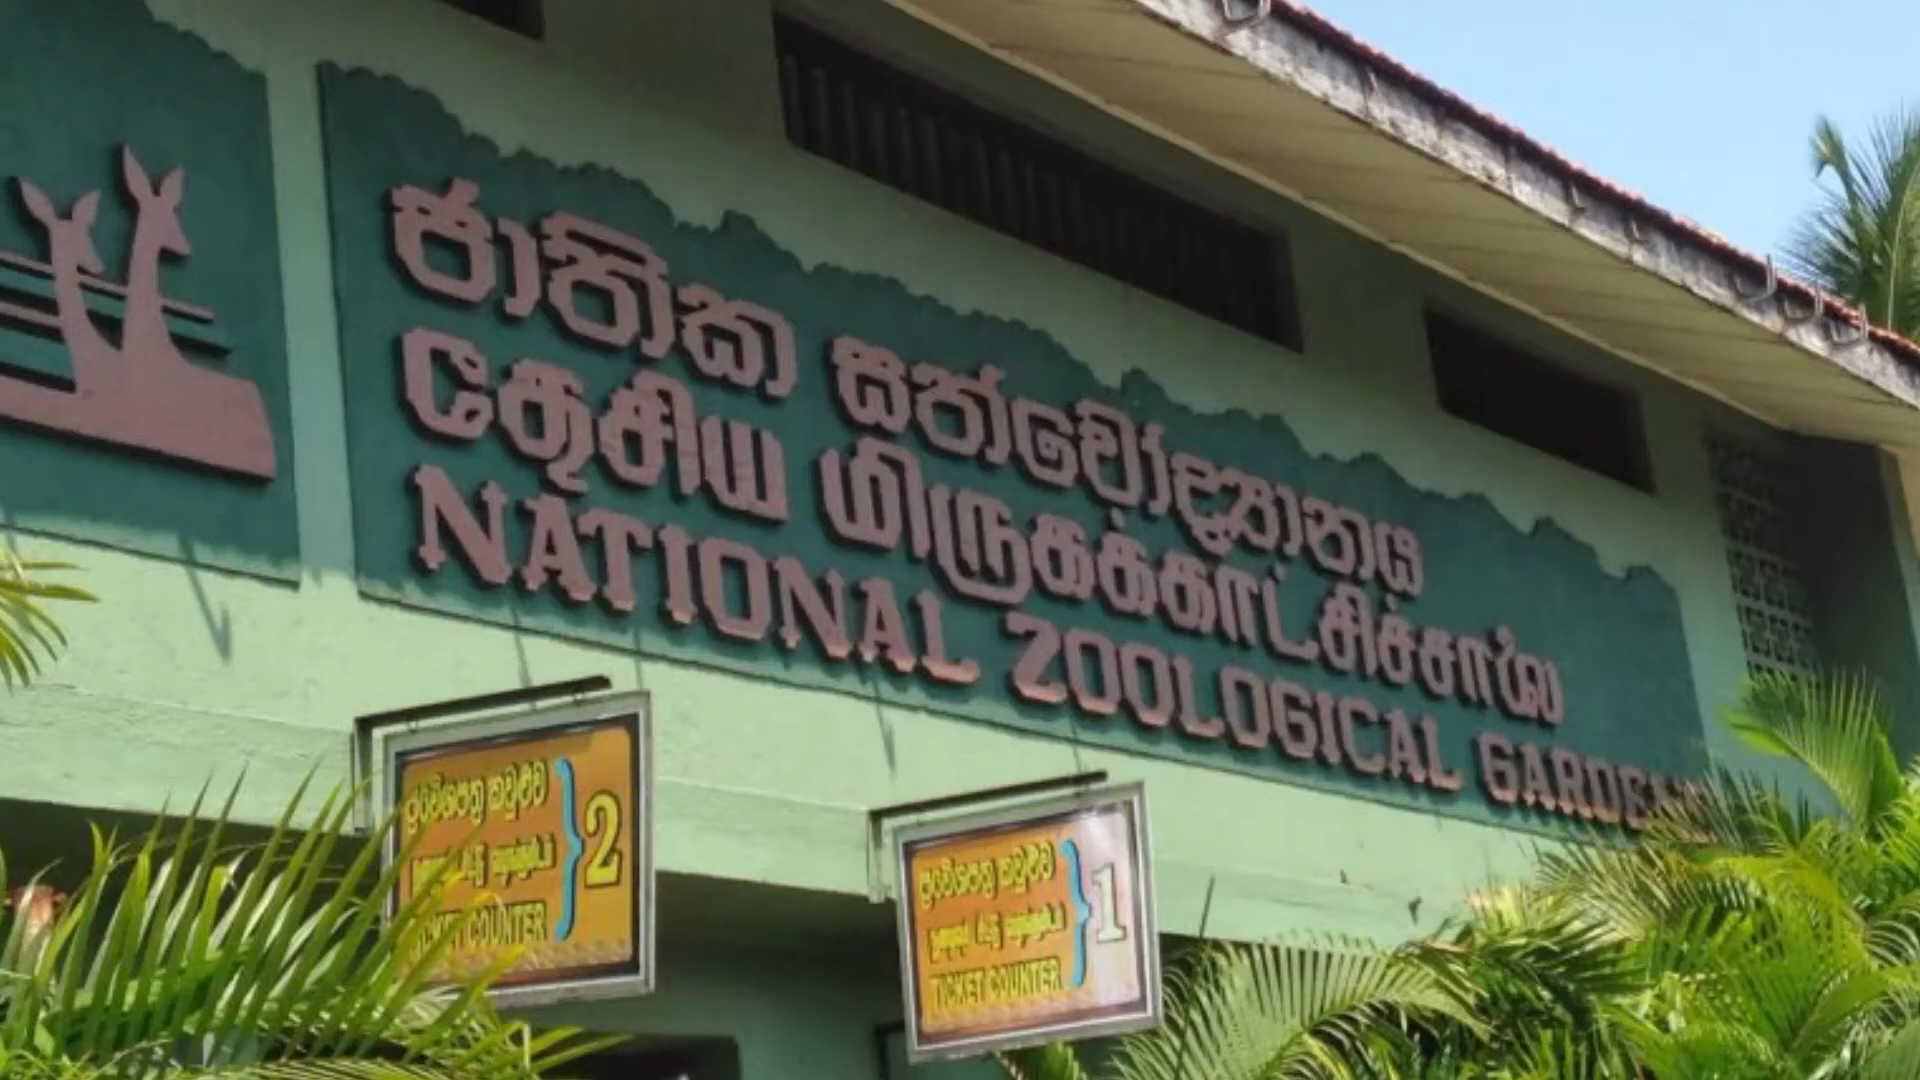 ජාතික සත්වෝද්‍යානය
தேசிய மிருகக்காட்சிச்சாலை
NATIONAL ZOOLOGICAL GARDENS
ප්‍රවේශපත්‍ර කවුළුව
2
TICKET COUNTER
ප්‍රවේශපත්‍ර කවුළුව
1
TICKET COUNTER